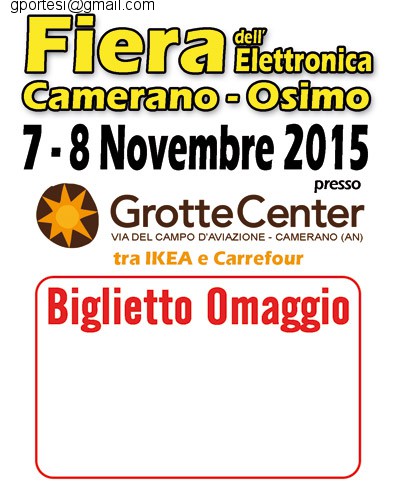 gportesi@gmail.com
Fiera dell'
Elettronica
Camerano - Osimo
7 - 8 Novembre 2015
presso
GrotteCenter
VIA DEL CAMPO D'AVIAZIONE - CAMERANO (AN)
tra IKEA e Carrefour
Biglietto Omaggio